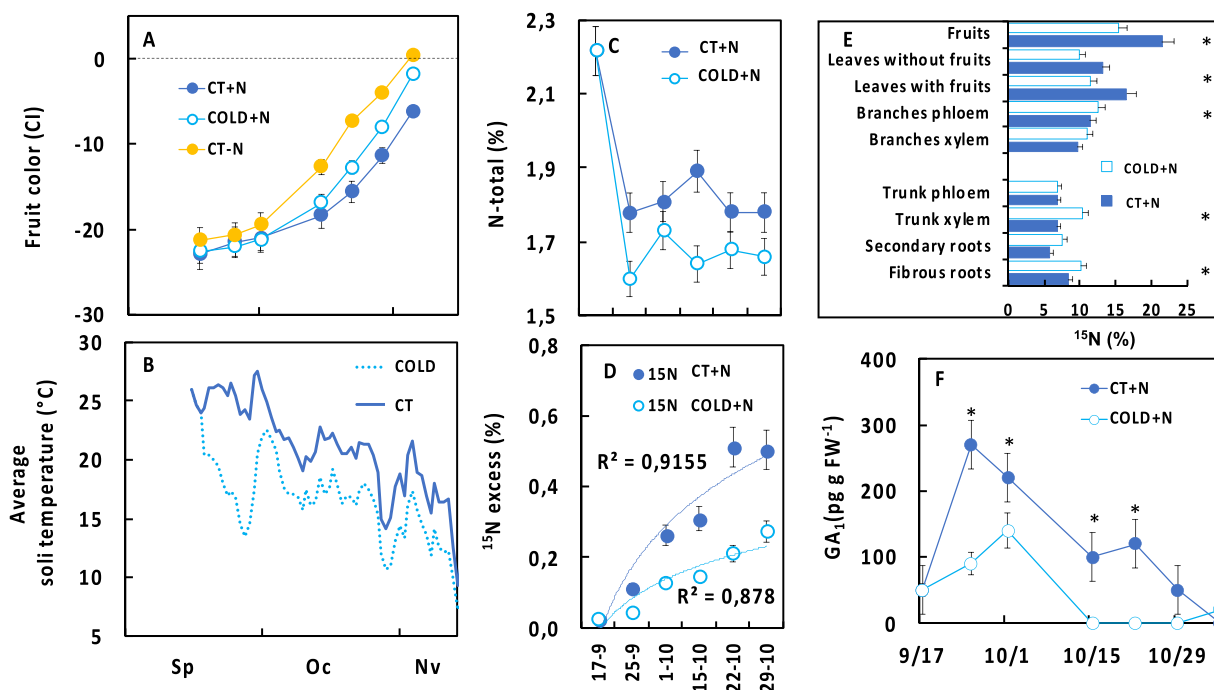 A
0
-10
-20
-30
Fruit color (CI)
CT+N
COLD+N
CT-N
B
30
25
20
15
10
5
Average
soli temperature (°C)
COLD
CT
Sp
Oc
Nv
C
2,3
2,1
1,9
1,7
1,5
N-total (%)
CT+N
COLD+N
D
0,8
0,6
0,4
0,2
0,0
15N excess (%)
15N CT+N
15N COLD+N
R² = 0,9155
R² = 0,878
17-9
25-9
1-10
15-10
22-10
29-10
E
Fruits
*
Leaves without fruits
Leaves with fruits
*
Branches phloem
*
Branches xylem
COLD+N
CT+N
Trunk phloem
Trunk xylem
*
Secondary roots
Fibrous roots
*
0 5 10 15 20 25
¹⁵N (%)
F
400
300
200
100
0
GA₁(pg g FW⁻¹)
CT+N
COLD+N
* * * *
9/17 10/1 10/15 10/29